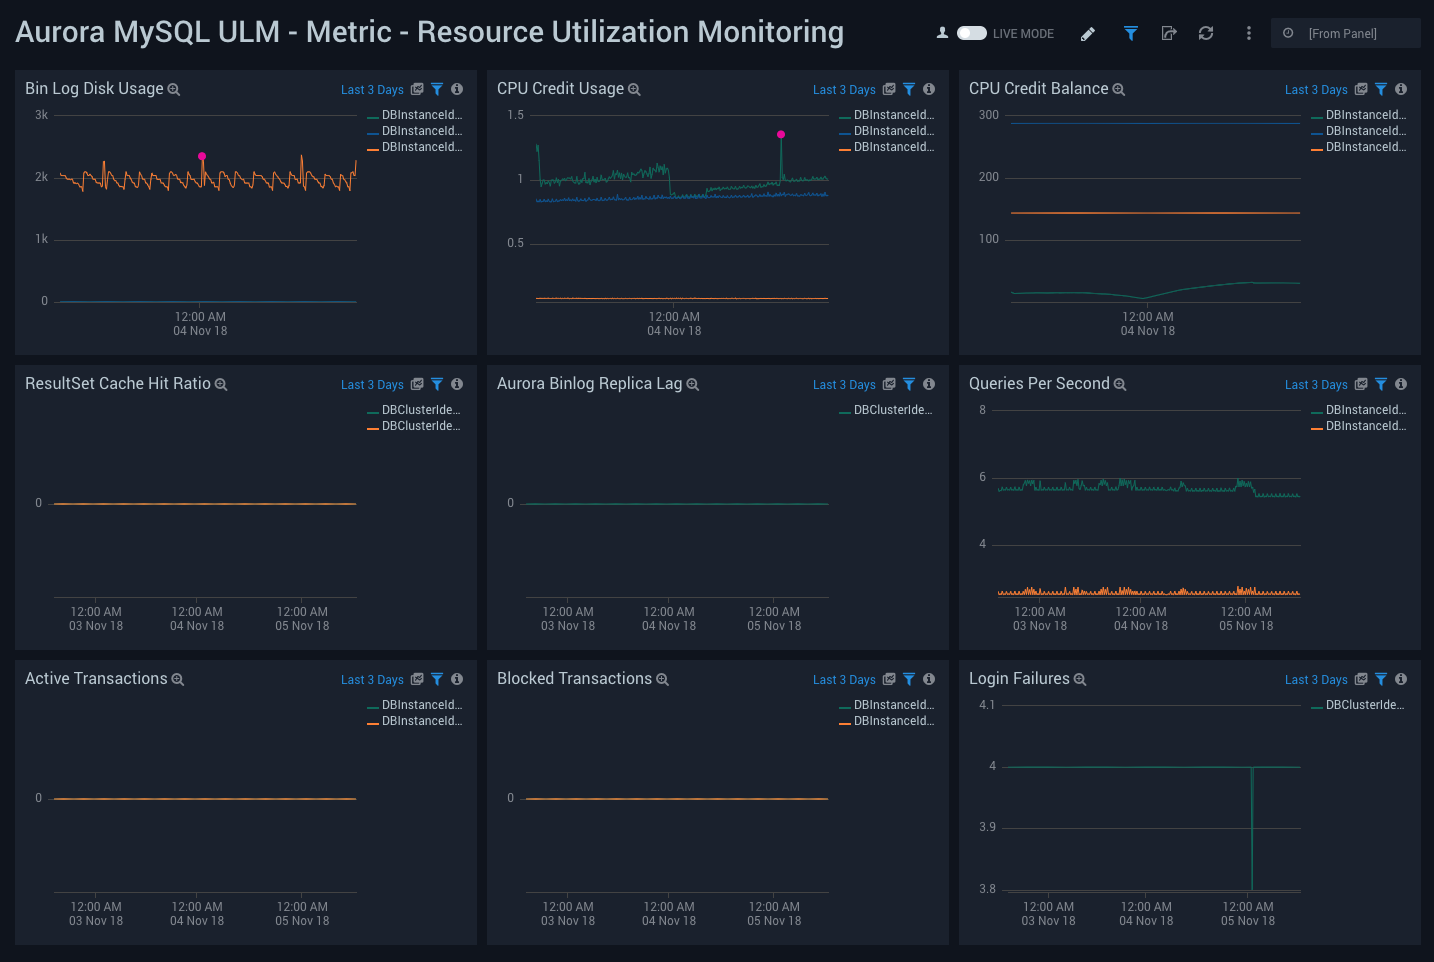 Aurora MySQL ULM - Metric - Resource Utilization Monitoring
LIVE MODE
[From Panel]
Bin Log Disk Usage
Last 3 Days
3k
2k
1k
0
12:00 AM
04 Nov 18
DBInstanceId...
DBInstanceId...
DBInstanceId...
CPU Credit Usage
Last 3 Days
1.5
1
0.5
12:00 AM
04 Nov 18
DBInstanceId...
DBInstanceId...
DBInstanceId...
CPU Credit Balance
Last 3 Days
300
200
100
12:00 AM
04 Nov 18
DBInstanceId...
DBInstanceId...
DBInstanceId...
ResultSet Cache Hit Ratio
Last 3 Days
0
12:00 AM 12:00 AM 12:00 AM
03 Nov 18 04 Nov 18 05 Nov 18
DBClusterIde...
DBClusterIde...
Aurora Binlog Replica Lag
Last 3 Days
0
12:00 AM 12:00 AM 12:00 AM
03 Nov 18 04 Nov 18 05 Nov 18
DBClusterIde...
Queries Per Second
Last 3 Days
8
6
4
12:00 AM 12:00 AM 12:00 AM
03 Nov 18 04 Nov 18 05 Nov 18
DBInstanceId...
DBInstanceId...
Active Transactions
Last 3 Days
0
12:00 AM 12:00 AM 12:00 AM
03 Nov 18 04 Nov 18 05 Nov 18
DBInstanceId...
DBInstanceId...
Blocked Transactions
Last 3 Days
0
12:00 AM 12:00 AM 12:00 AM
03 Nov 18 04 Nov 18 05 Nov 18
DBInstanceId...
DBInstanceId...
Login Failures
Last 3 Days
4.1
4
3.9
3.8
12:00 AM 12:00 AM 12:00 AM
03 Nov 18 04 Nov 18 05 Nov 18
DBClusterIde...